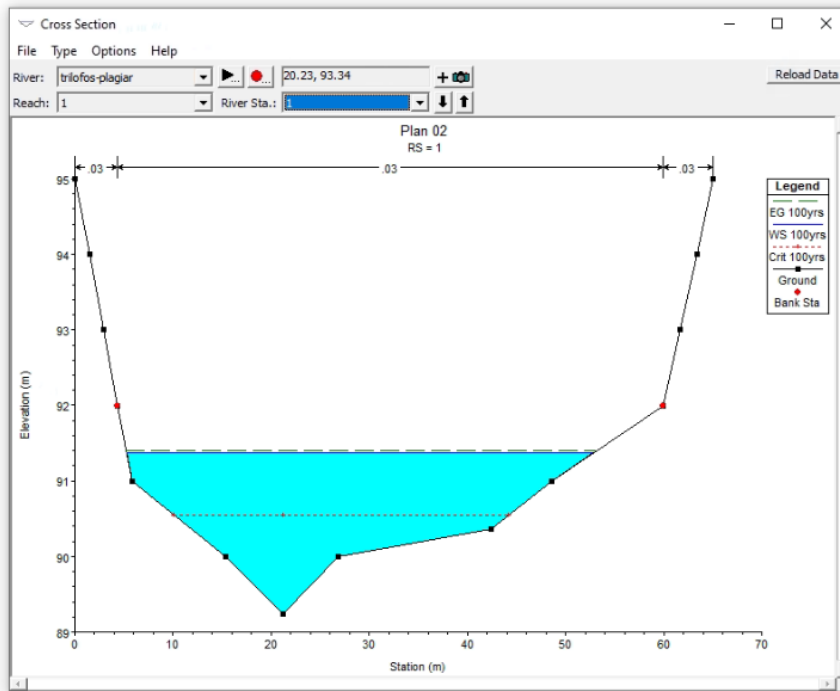 Cross Section
File Type Options Help
River: trilofos-plagiar 20.23, 93.34 Reload Data
Reach: 1 River Sta.: 1
Plan 02
RS = 1
.03 .03 .03
Legend
EG 100yrs
WS 100yrs
Crit 100yrs
Ground
Bank Sta
95
94
93
92
91
90
89
Elevation (m)
0 10 20 30 40 50 60 70
Station (m)